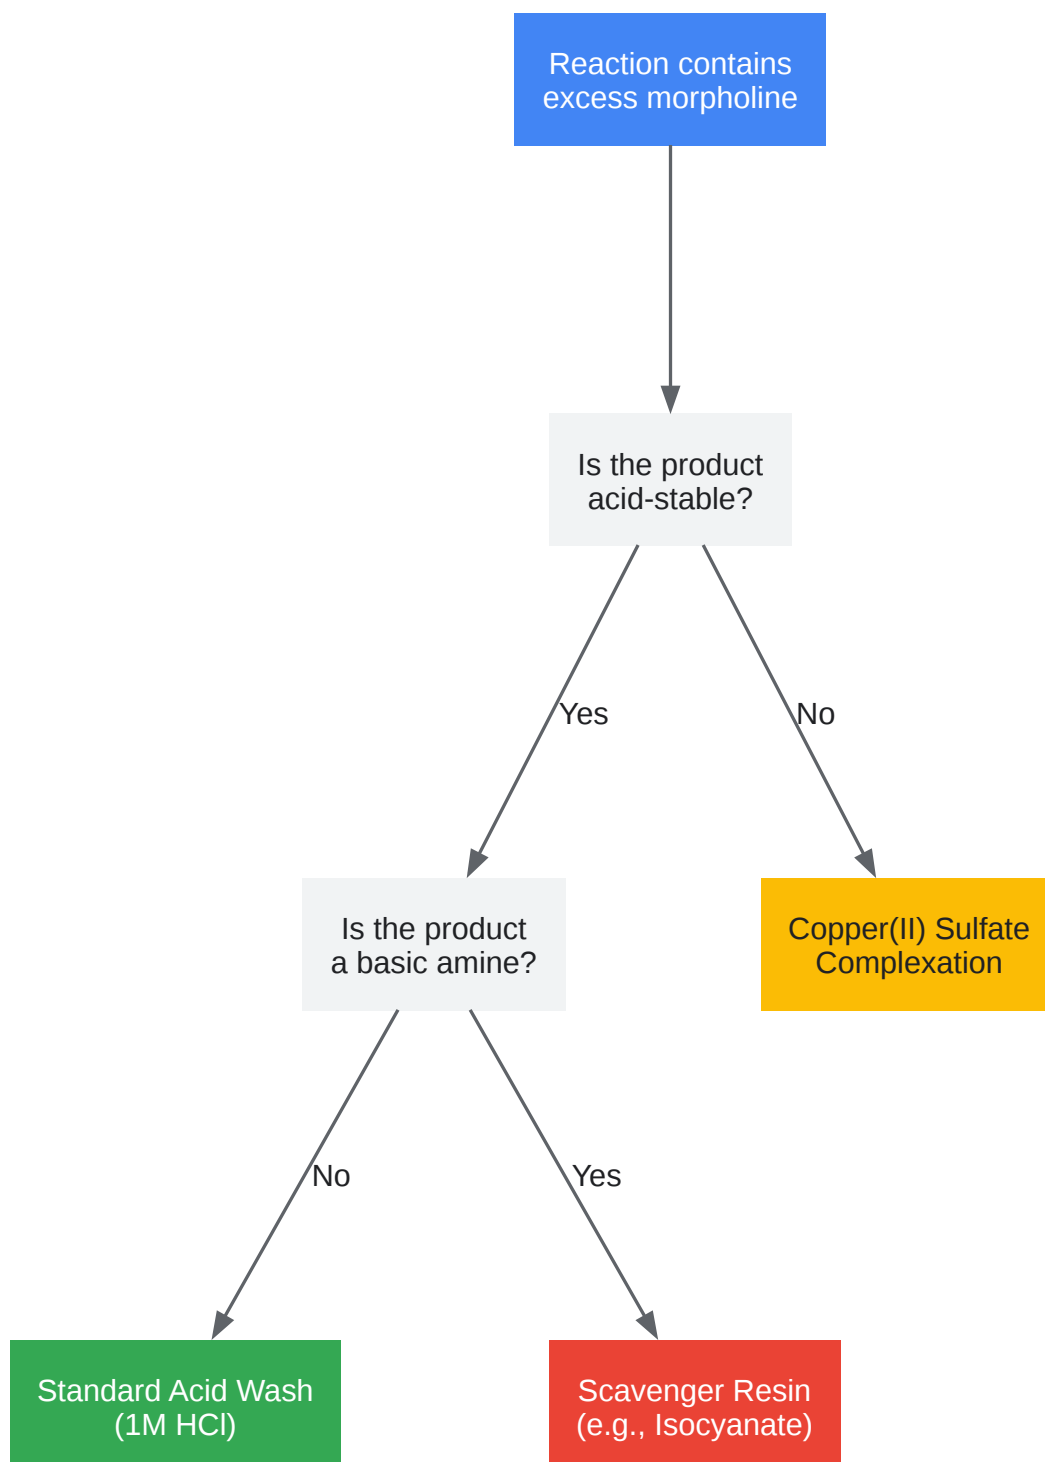 Reaction contains
excess morpholine
Is the product
acid-stable?
Yes
No
Is the product
a basic amine?
Copper(II) Sulfate
Complexation
No
Yes
Standard Acid Wash
(1M HCl)
Scavenger Resin
(e.g., Isocyanate)